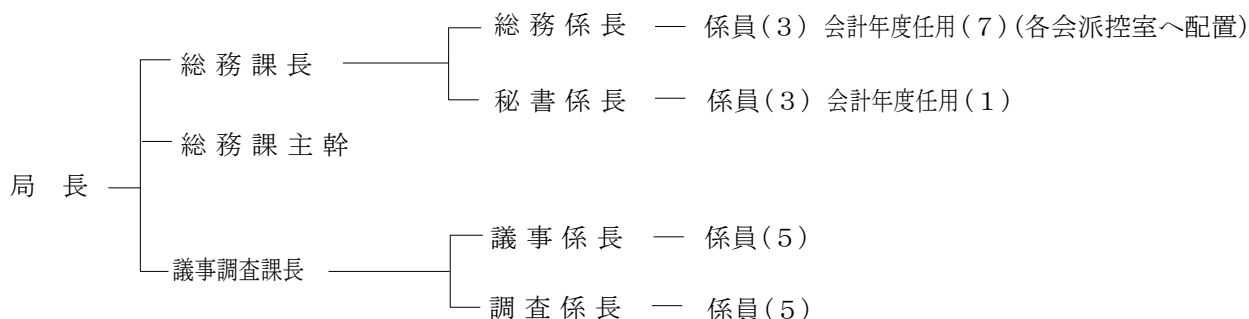 総務係長 ― 係員(3) 会計年度任用(7)(各会派控室へ配置)
総務課長
秘書係長 ― 係員(3) 会計年度任用(1)
総務課主幹
局 長
議事係長 ― 係員(5)
議事調査課長
調査係長 ― 係員(5)